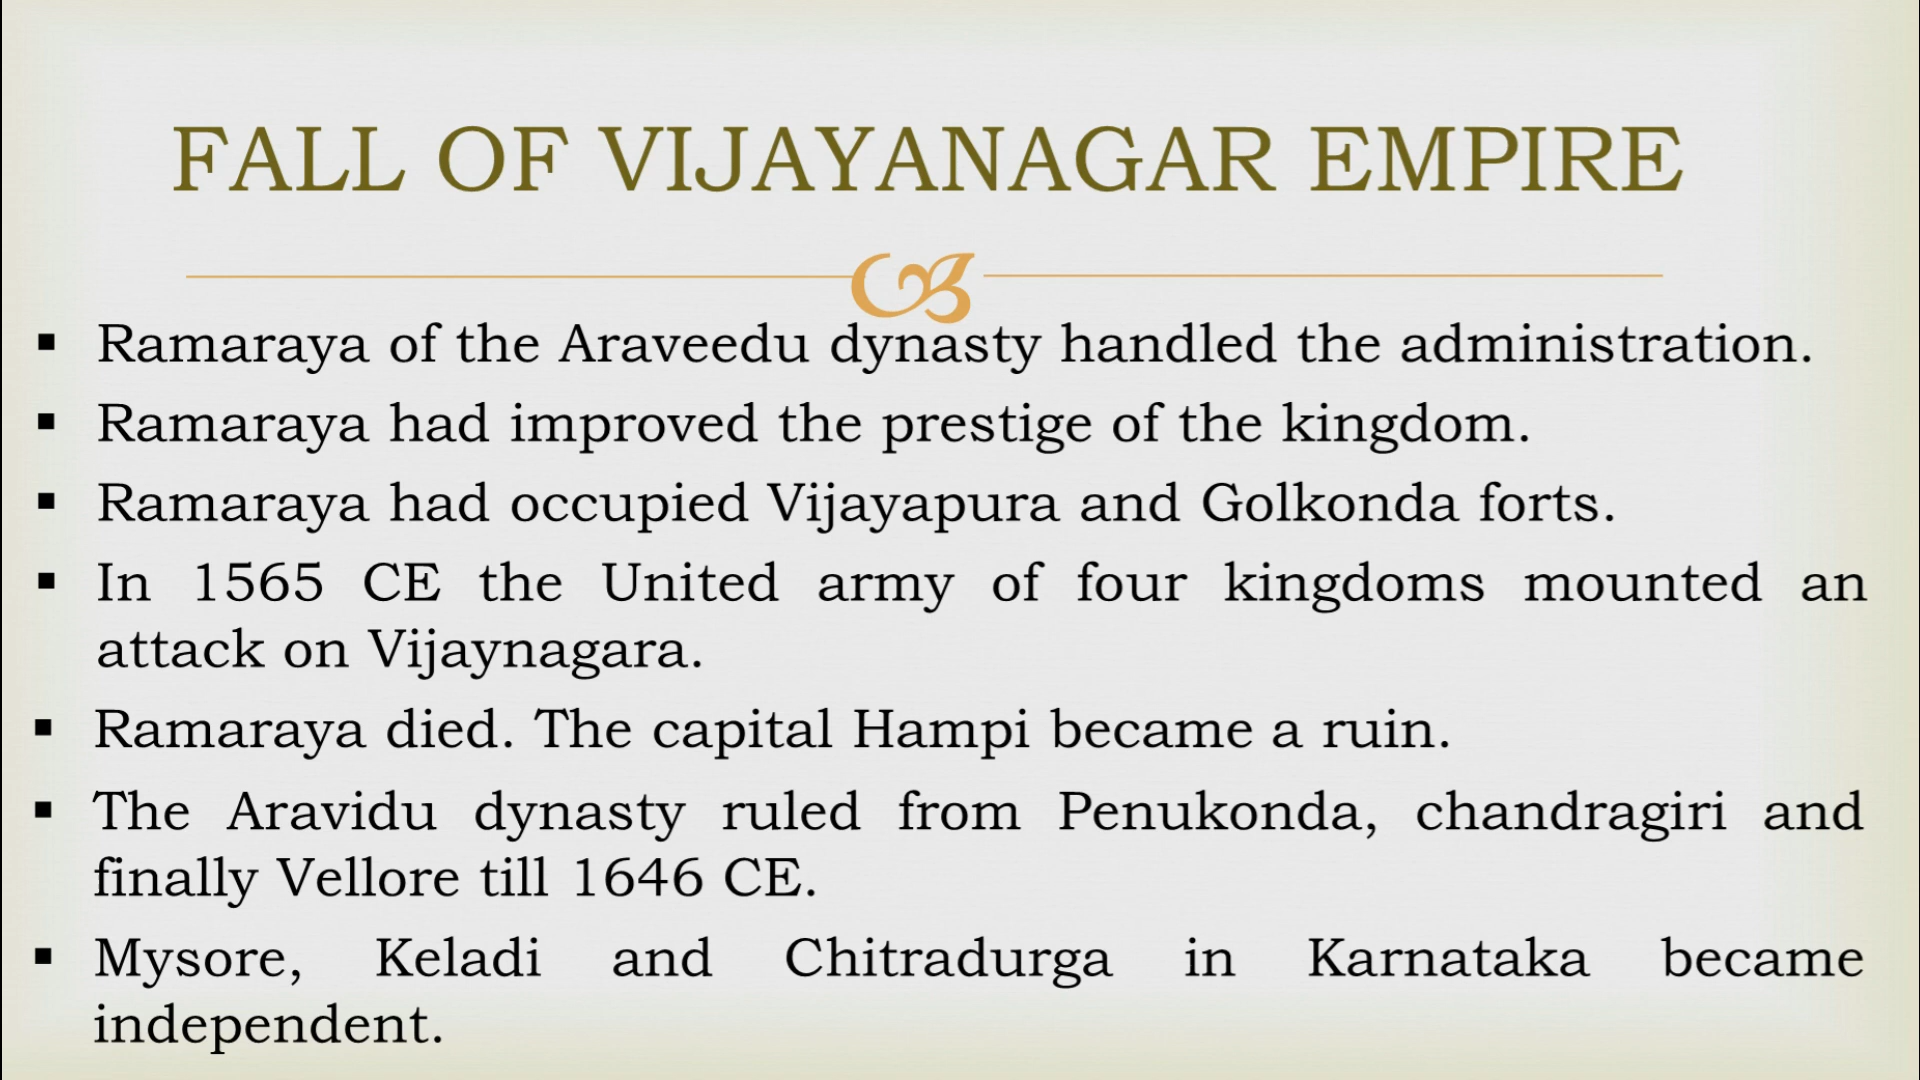 FALL OF VIJAYANAGAR EMPIRE
▪ Ramaraya of the Araveedu dynasty handled the administration.
▪ Ramaraya had improved the prestige of the kingdom.
▪ Ramaraya had occupied Vijayapura and Golkonda forts.
▪ In 1565 CE the United army of four kingdoms mounted an
attack on Vijaynagara.
▪ Ramaraya died. The capital Hampi became a ruin.
▪ The Aravidu dynasty ruled from Penukonda, chandragiri and
finally Vellore till 1646 CE.
▪ Mysore, Keladi and Chitradurga in Karnataka became
independent.